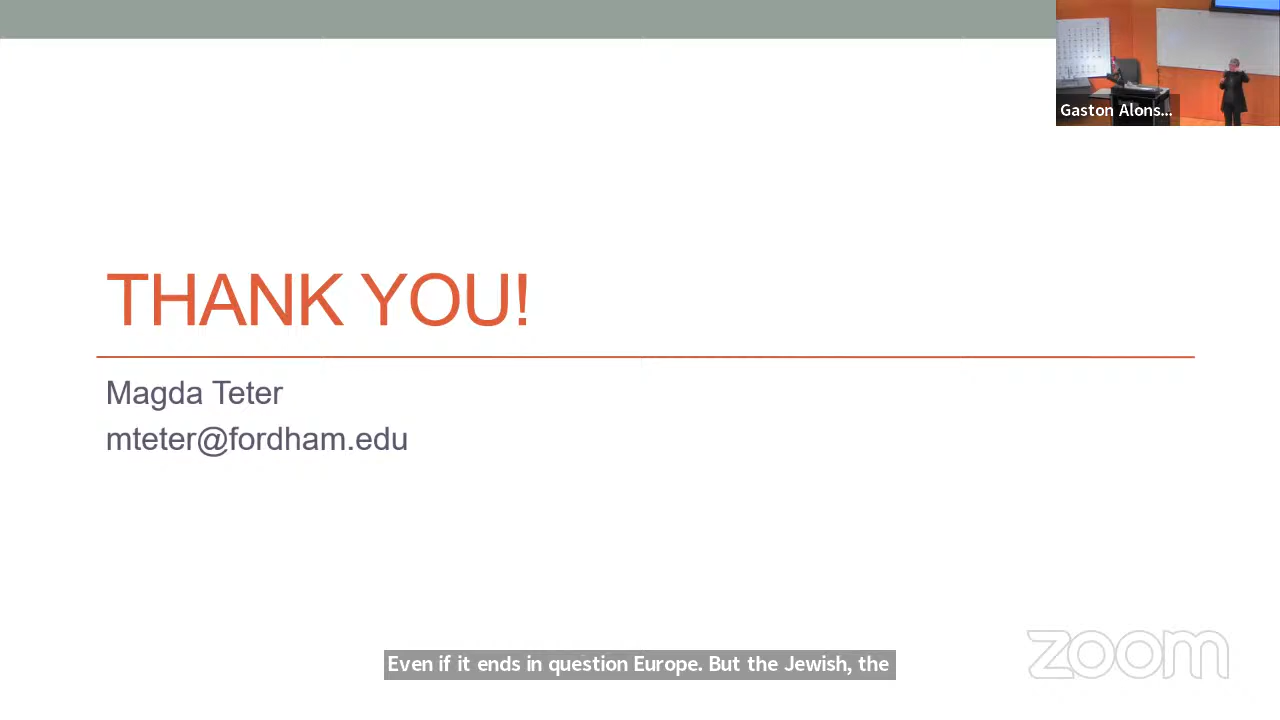 Gaston Alons...
THANK YOU!
Magda Teter
mteter@fordham.edu
Even if it ends in question Europe. But the Jewish, the
zoom